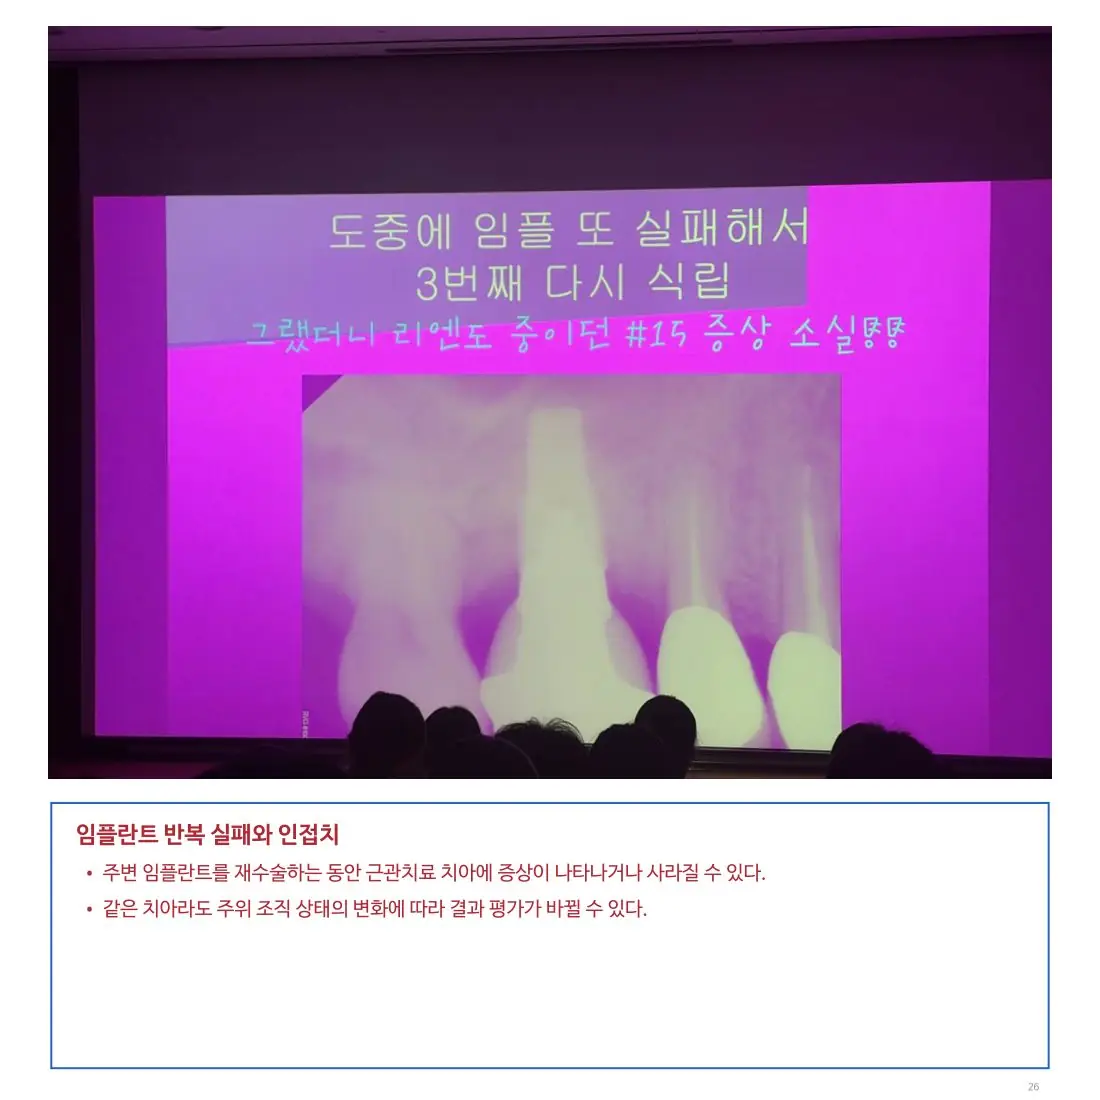 도중에 임플 또 실패해서
3번째 다시 식립
그랬더니 리엔도 중이던 #15 증상 소실
임플란트 반복 실패와 인접치
• 주변 임플란트를 재수술하는 동안 근관치료 치아에 증상이 나타나거나 사라질 수 있다.
• 같은 치아라도 주위 조직 상태의 변화에 따라 결과 평가가 바뀔 수 있다.
26